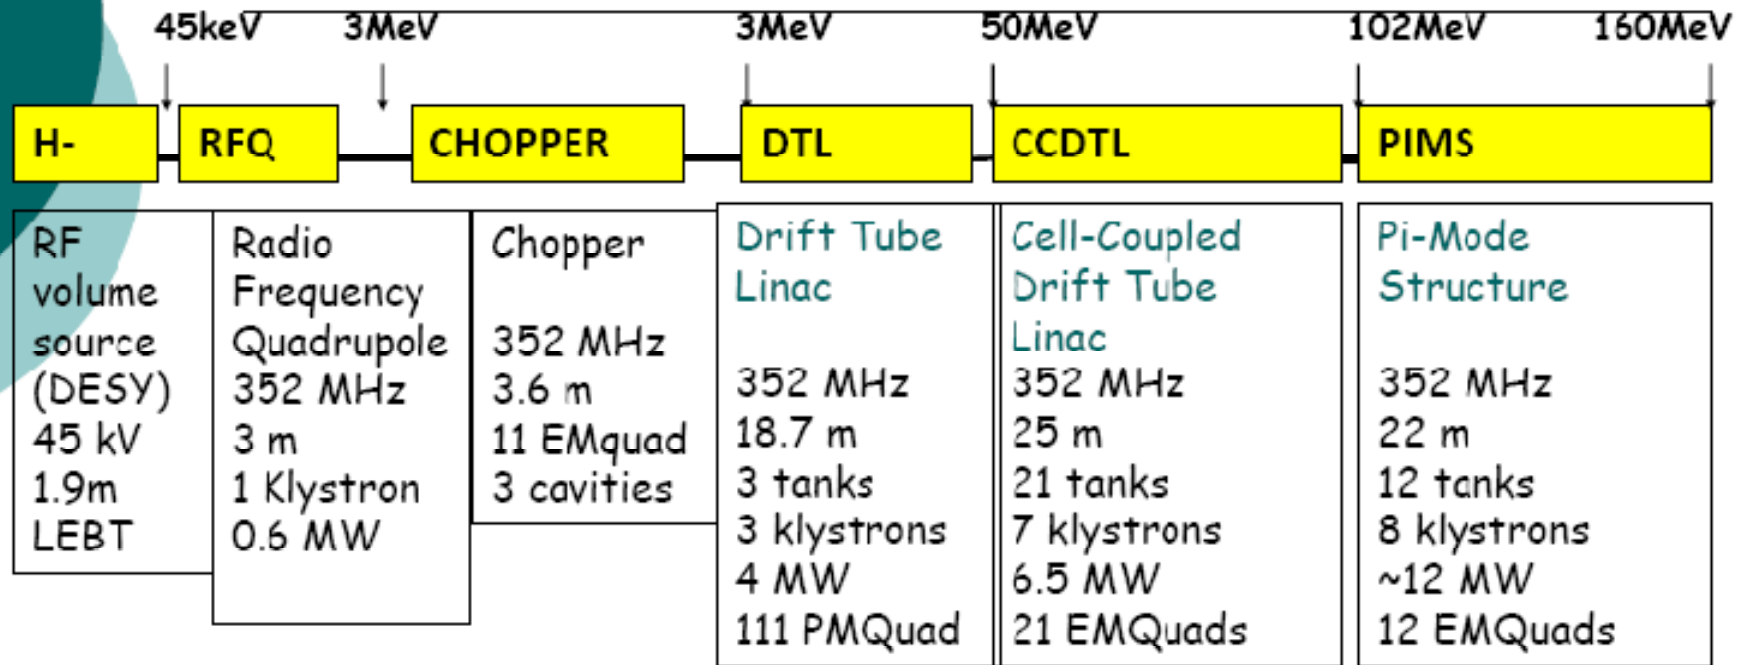 45keV 3MeV 3MeV 50MeV 102MeV 160MeV
H- RFQ CHOPPER DTL CCDTL PIMS
RF
volume
source
(DESY)
45 kV
1.9m
LEBT
Radio
Frequency
Quadrupole
352 MHz
3 m
1 Klystron
0.6 MW
Chopper
352 MHz
3.6 m
11 EMquad
3 cavities
Drift Tube
Linac
352 MHz
18.7 m
3 tanks
3 klystrons
4 MW
111 PMQuad
Cell-Coupled
Drift Tube
Linac
352 MHz
25 m
21 tanks
7 klystrons
6.5 MW
21 EMQuads
Pi-Mode
Structure
352 MHz
22 m
12 tanks
8 klystrons
~12 MW
12 EMQuads